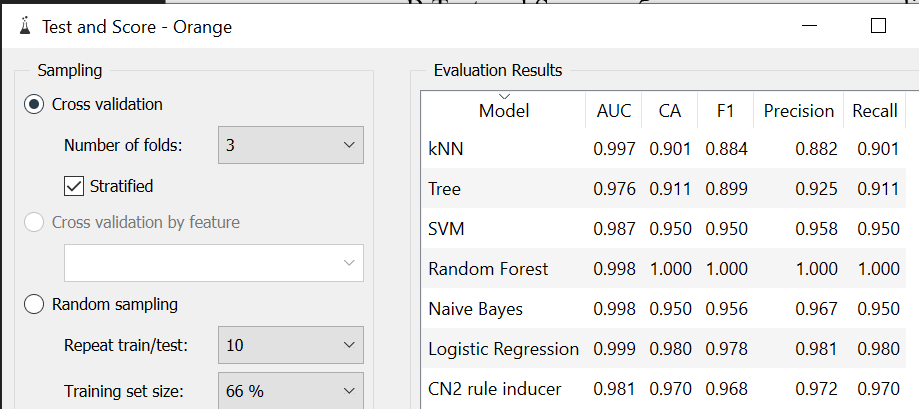 Test and Score - Orange
Sampling
Cross validation
Number of folds: 3
Stratified
Cross validation by feature
Random sampling
Repeat train/test: 10
Training set size: 66 %
Evaluation Results
Model AUC CA F1 Precision Recall
kNN 0.997 0.901 0.884 0.882 0.901
Tree 0.976 0.911 0.899 0.925 0.911
SVM 0.987 0.950 0.950 0.958 0.950
Random Forest 0.998 1.000 1.000 1.000 1.000
Naive Bayes 0.998 0.950 0.956 0.967 0.950
Logistic Regression 0.999 0.980 0.978 0.981 0.980
CN2 rule inducer 0.981 0.970 0.968 0.972 0.970